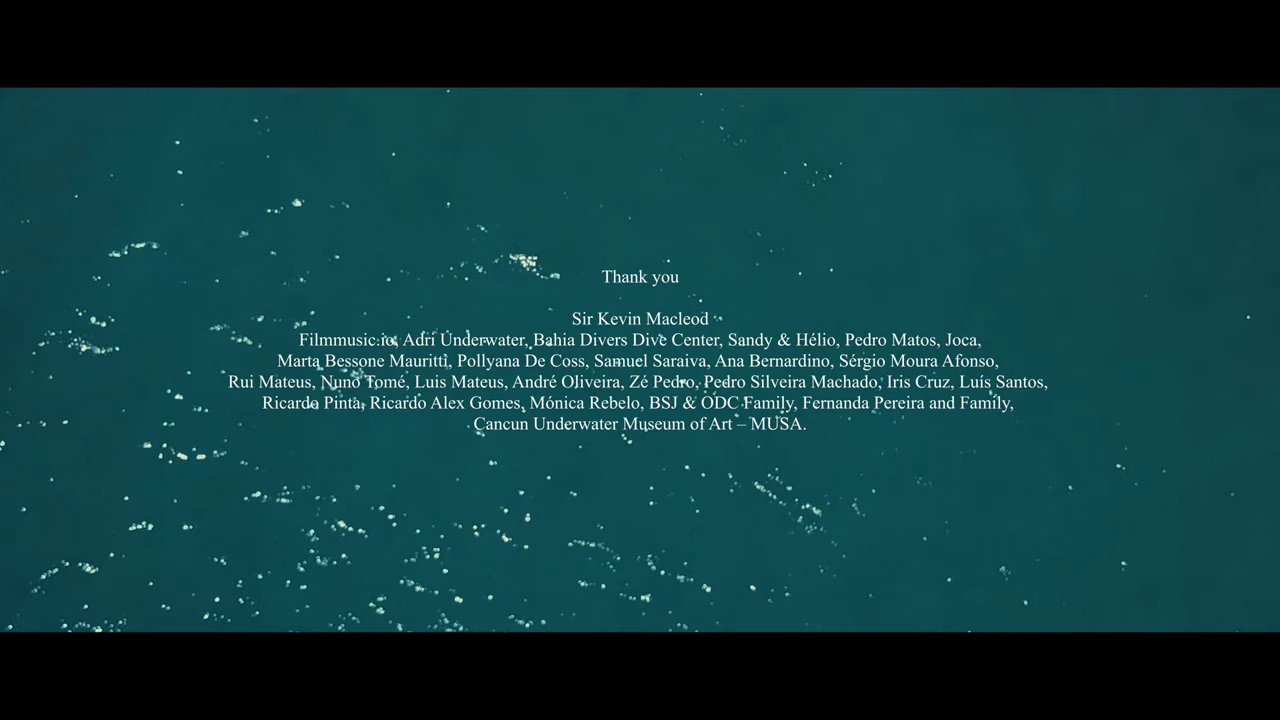 Thank you
Sir Kevin Macleod
Filmmusic.io, Adri Underwater, Bahia Divers Dive Center, Sandy & Hélio, Pedro Matos, Joca,
Marta Bessone Mauritti, Pollyana De Coss, Samuel Saraiva, Ana Bernardino, Sérgio Moura Afonso,
Rui Mateus, Nuno Tomé, Luis Mateus, André Oliveira, Zé Pedro, Pedro Silveira Machado, Iris Cruz, Luís Santos,
Ricardo Pinta, Ricardo Alex Gomes, Mónica Rebelo, BSJ & ODC Family, Fernanda Pereira and Family,
Cancun Underwater Museum of Art – MUSA.